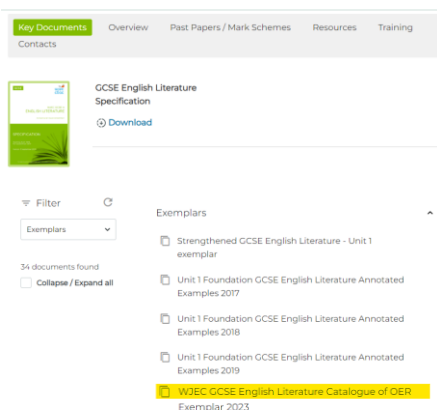 Key Documents Overview Past Papers / Mark Schemes Resources Training
Contacts
GCSE English Literature
Specification
Download
Filter
Exemplars
34 documents found
Collapse / Expand all
Exemplars
Strengthened GCSE English Literature - Unit 1
exemplar
Unit 1 Foundation GCSE English Literature Annotated
Examples 2017
Unit 1 Foundation GCSE English Literature Annotated
Examples 2018
Unit 1 Foundation GCSE English Literature Annotated
Examples 2019
WJEC GCSE English Literature Catalogue of OER
Exemplar 2023